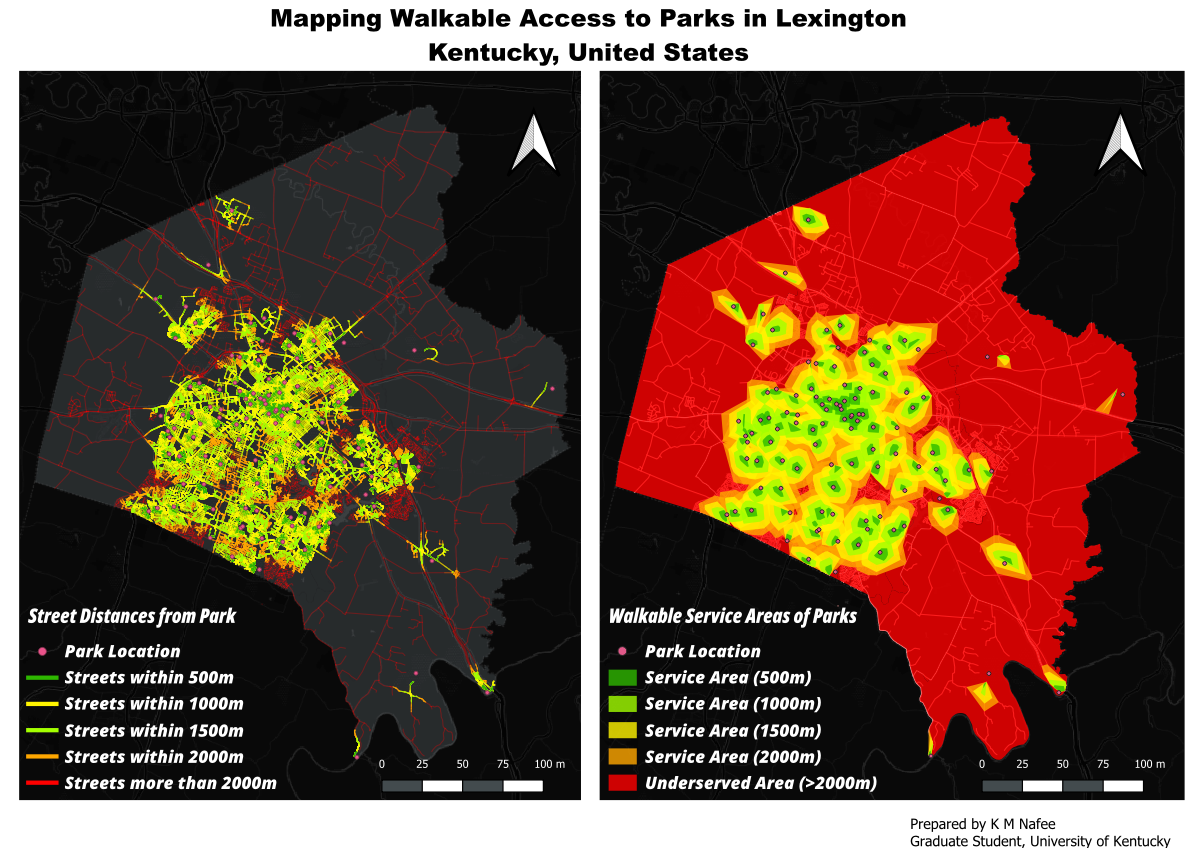 Mapping Walkable Access to Parks in Lexington
Kentucky, United States
Street Distances from Park
Park Location
Streets within 500m
Streets within 1000m
Streets within 1500m
Streets within 2000m
Streets more than 2000m
0 25 50 75 100 m
Walkable Service Areas of Parks
Park Location
Service Area (500m)
Service Area (1000m)
Service Area (1500m)
Service Area (2000m)
Underserved Area (>2000m)
0 25 50 75 100 m
Prepared by K M Nafee
Graduate Student, University of Kentucky